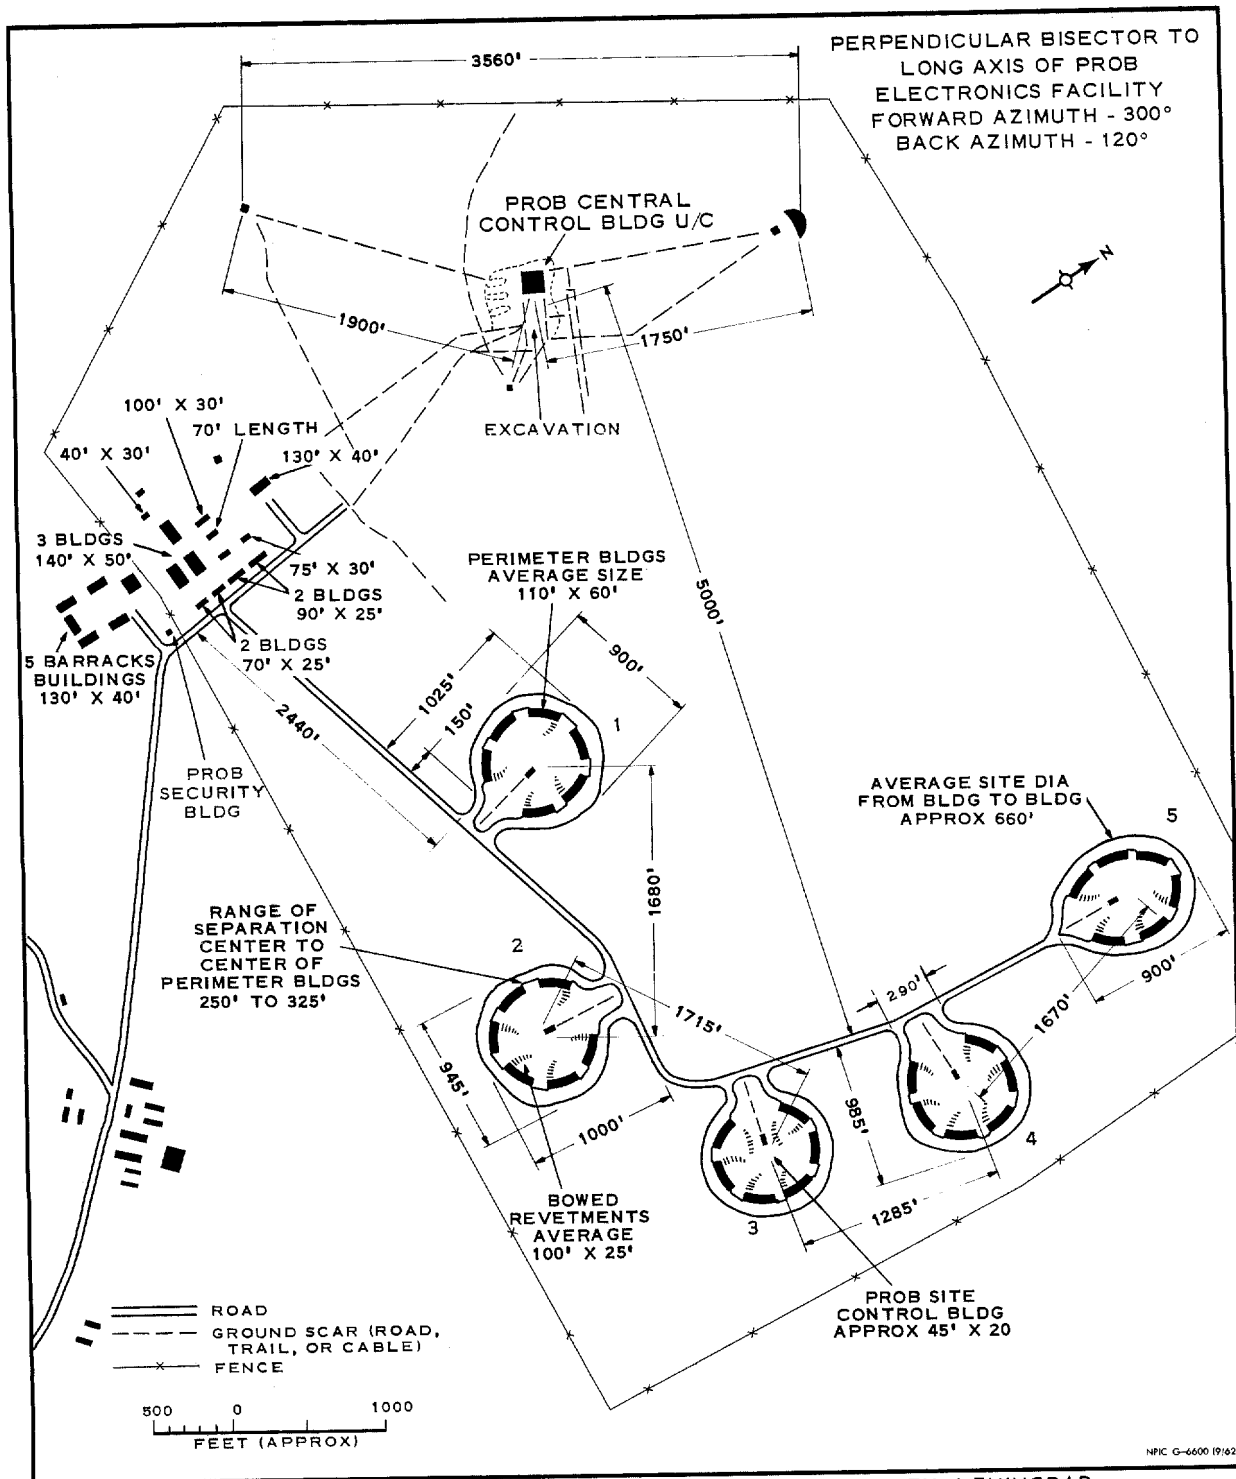 3560'
PERPENDICULAR BISECTOR TO
LONG AXIS OF PROB
ELECTRONICS FACILITY
FORWARD AZIMUTH - 300°
BACK AZIMUTH - 120°
PROB CENTRAL
CONTROL BLDG U/C
N
1900'
1750'
EXCAVATION
100' X 30'
70' LENGTH
40' X 30'
130' X 40'
3 BLDGS
140' X 50'
75' X 30'
2 BLDGS
90' X 25'
2 BLDGS
70' X 25'
5 BARRACKS
BUILDINGS
130' X 40'
PERIMETER BLDGS
AVERAGE SIZE
110' X 60'
5000'
900'
1025'
150'
2440'
1
PROB
SECURITY
BLDG
AVERAGE SITE DIA
FROM BLDG TO BLDG
APPROX 660'
5
1680'
RANGE OF
SEPARATION
CENTER TO
CENTER OF
PERIMETER BLDGS
250' TO 325'
2
900'
290'
1670'
1715'
945'
985'
1000'
4
BOWED
REVETMENTS
AVERAGE
100' X 25'
3
1285'
PROB SITE
CONTROL BLDG
APPROX 45' X 20
ROAD
GROUND SCAR (ROAD,
TRAIL, OR CABLE)
FENCE
500 0 1000
FEET (APPROX)
NPIC G-6600 (9/62